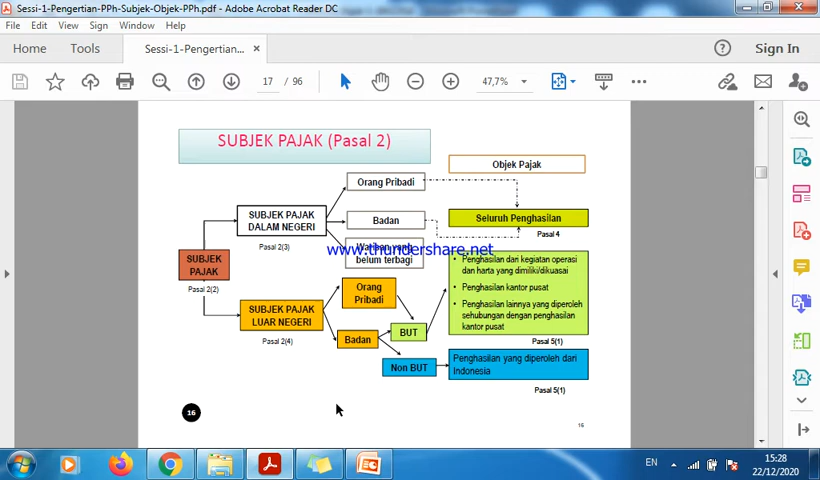 Sessi-1-Pengertian-PPh-Subjek-Objek-PPh.pdf - Adobe Acrobat Reader DC
File Edit View Sign Window Help
Home Tools Sessi-1-Pengertian... × Sign In
17 / 96 47,7%
SUBJEK PAJAK (Pasal 2)
Objek Pajak
Orang Pribadi
SUBJEK PAJAK
DALAM NEGERI
Pasal 2(3)
Badan
Seluruh Penghasilan
Pasal 4
Warisan yang
belum terbagi
www.thundershare.net
SUBJEK
PAJAK
Pasal 2(2)
• Penghasilan dari kegiatan operasi
dan harta yang dimiliki/dikuasai
• Penghasilan kantor pusat
• Penghasilan lainnya yang diperoleh
sehubungan dengan penghasilan
kantor pusat
Pasal 5(1)
Orang
Pribadi
SUBJEK PAJAK
LUAR NEGERI
Pasal 2(4)
Badan
BUT
Non BUT
Penghasilan yang diperoleh dari
Indonesia
Pasal 5(1)
16
16
EN
15:28
22/12/2020